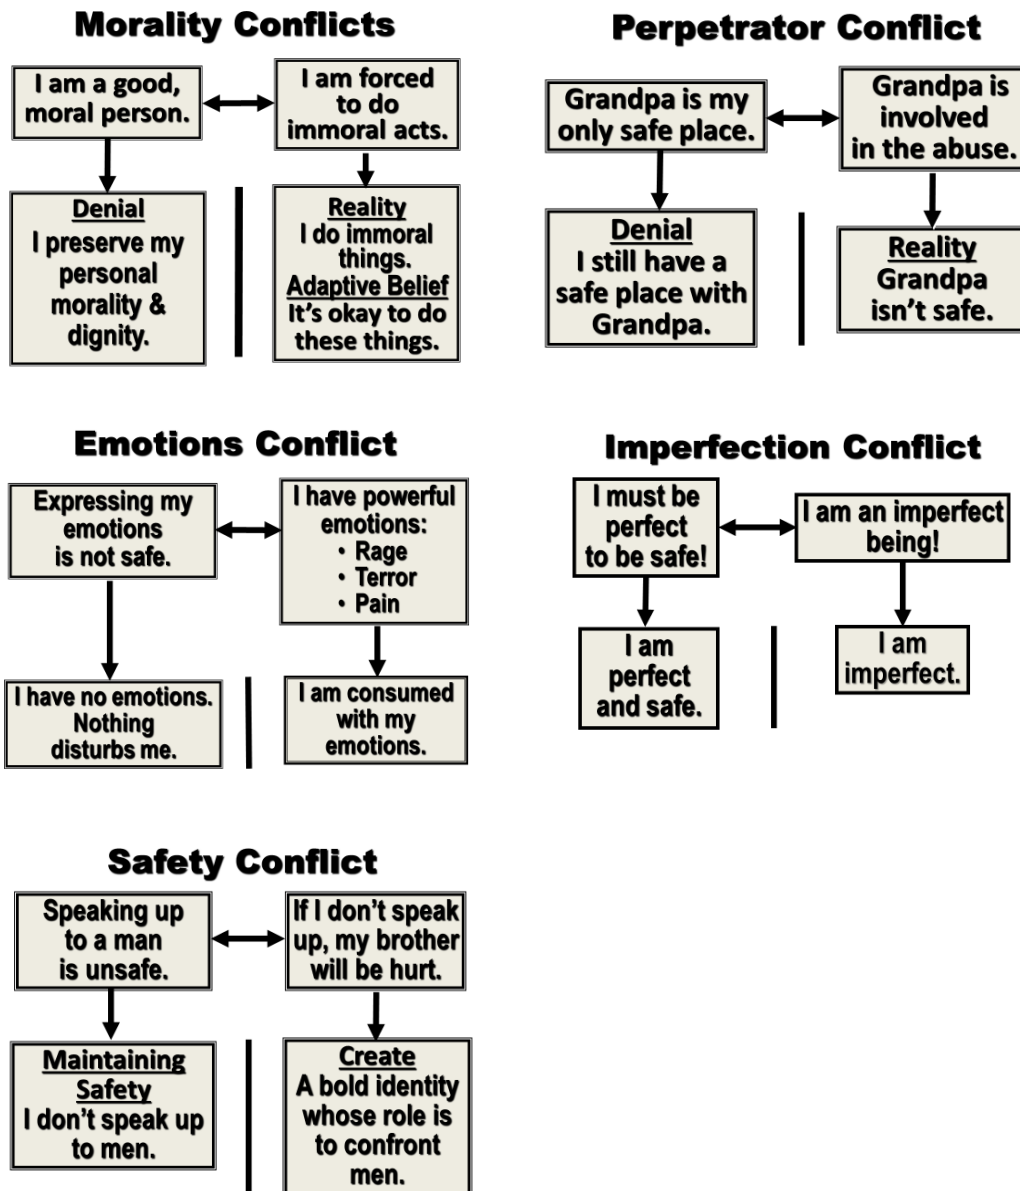 Morality Conflicts
I am a good,
moral person.
I am forced
to do
immoral acts.
Denial
I preserve my
personal
morality &
dignity.
Reality
I do immoral
things.
Adaptive Belief
It's okay to do
these things.
Perpetrator Conflict
Grandpa is my
only safe place.
Grandpa is
involved
in the abuse.
Denial
I still have a
safe place with
Grandpa.
Reality
Grandpa
isn't safe.
Emotions Conflict
Expressing my
emotions
is not safe.
I have powerful
emotions:
• Rage
• Terror
• Pain
I have no emotions.
Nothing
disturbs me.
I am consumed
with my
emotions.
Imperfection Conflict
I must be
perfect
to be safe!
I am an imperfect
being!
I am
perfect
and safe.
I am
imperfect.
Safety Conflict
Speaking up
to a man
is unsafe.
If I don't speak
up, my brother
will be hurt.
Maintaining
Safety
I don't speak up
to men.
Create
A bold identity
whose role is
to confront
men.